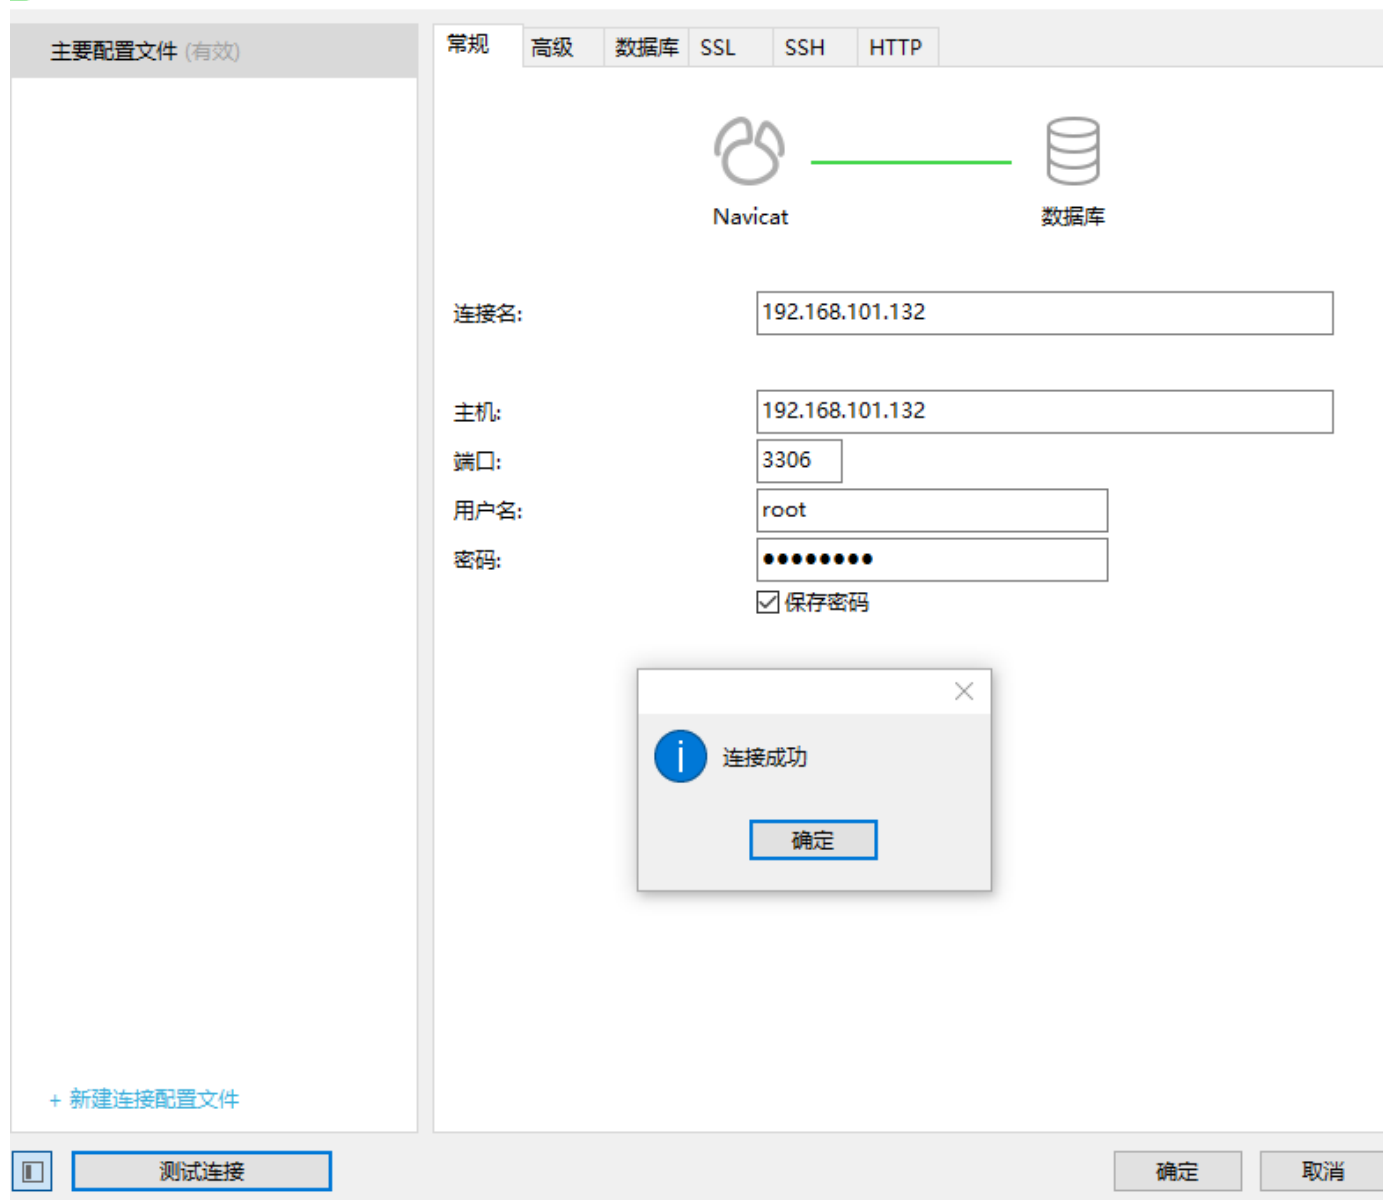 主要配置文件 (有效)
常规 高级 数据库 SSL SSH HTTP
Navicat 数据库
连接名: 192.168.101.132
主机: 192.168.101.132
端口: 3306
用户名: root
密码: ●●●●●●●●
保存密码
连接成功
确定
+ 新建连接配置文件
测试连接 确定 取消